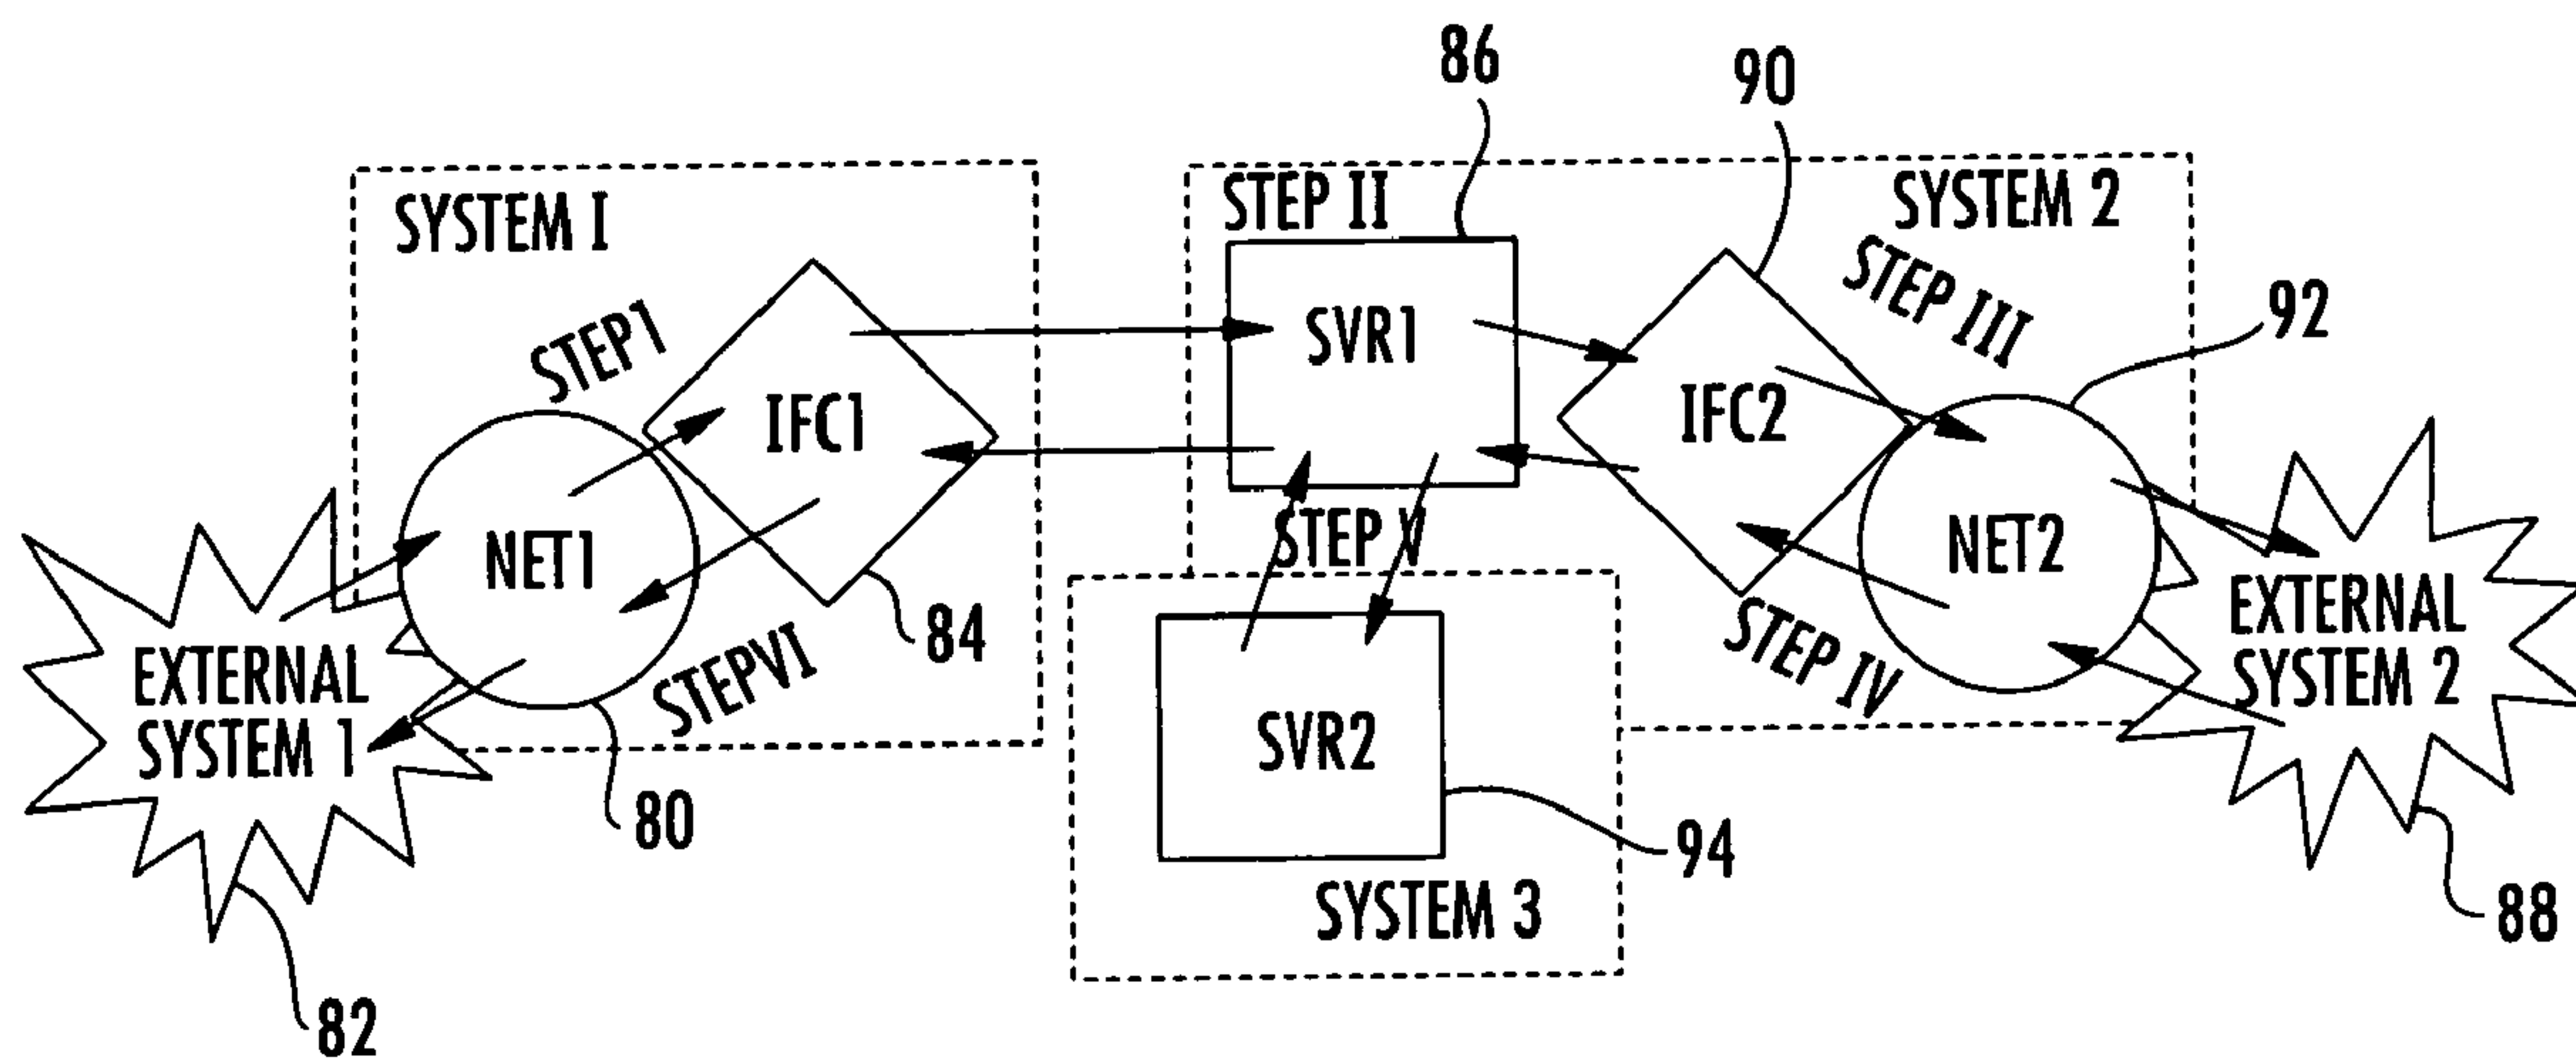 86
90
SYSTEM I
STEP II
SYSTEM 2
STEP III
92
STEP1
SVR1
IFC1
IFC2
NET1
STEP V
NET2
EXTERNAL
SYSTEM 2
84
STEPVI
STEP IV
EXTERNAL
SYSTEM 1
SVR2
80
94
SYSTEM 3
88
82